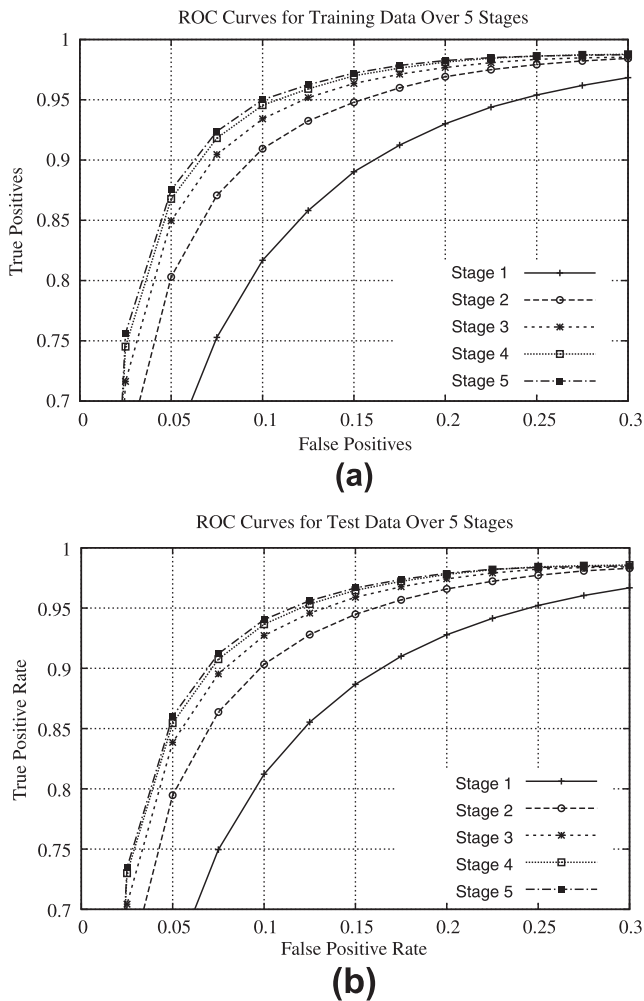 ROC Curves for Training Data Over 5 Stages
1
0.95
0.9
0.85
0.8
0.75
0.7
True Positives
Stage 1
Stage 2
Stage 3
Stage 4
Stage 5
0 0.05 0.1 0.15 0.2 0.25 0.3
False Positives
(a)
ROC Curves for Test Data Over 5 Stages
1
0.95
0.9
0.85
0.8
0.75
0.7
True Positive Rate
Stage 1
Stage 2
Stage 3
Stage 4
Stage 5
0 0.05 0.1 0.15 0.2 0.25 0.3
False Positive Rate
(b)